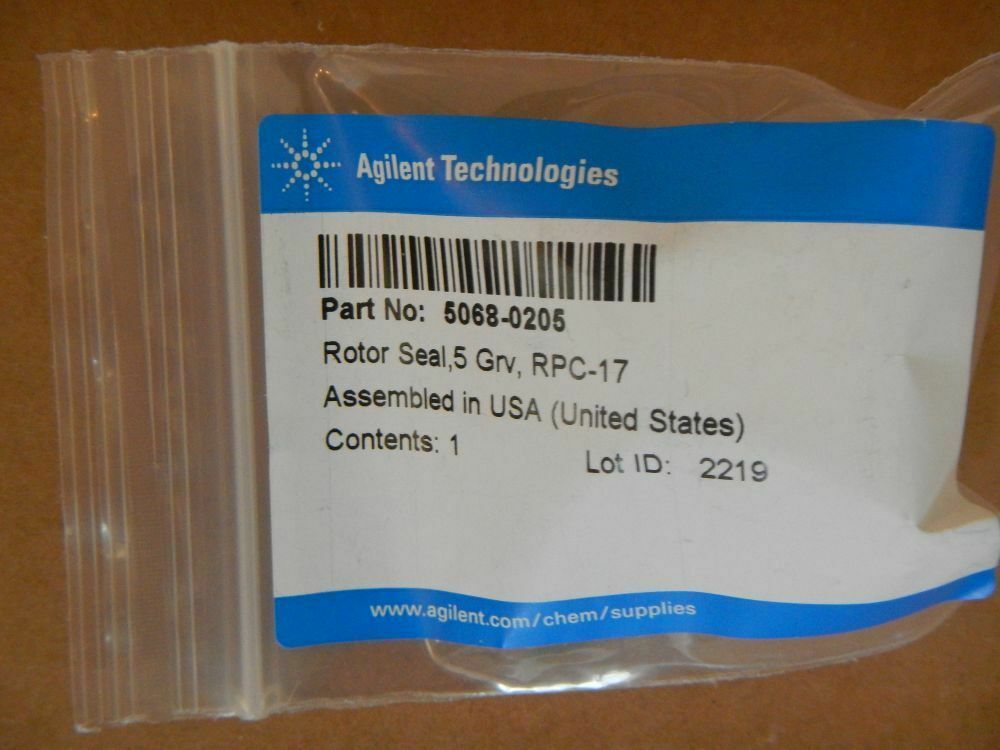 Agilent Technologies
Part No: 5068-0205
Rotor Seal,5 Grv, RPC-17
Assembled in USA (United States)
Contents: 1
Lot ID: 2219
www.agilent.com/chem/supplies